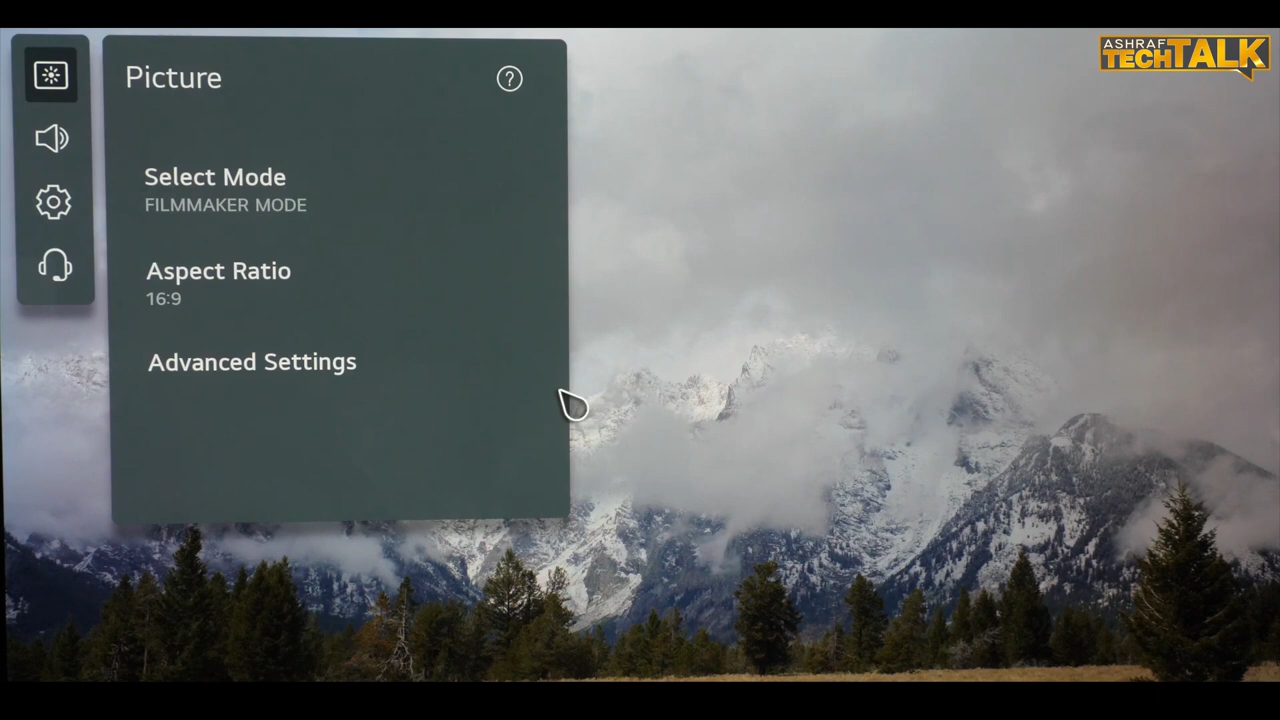 Picture
?
Select Mode
FILMMAKER MODE
Aspect Ratio
16:9
Advanced Settings
ASHRAF
TECHTALK